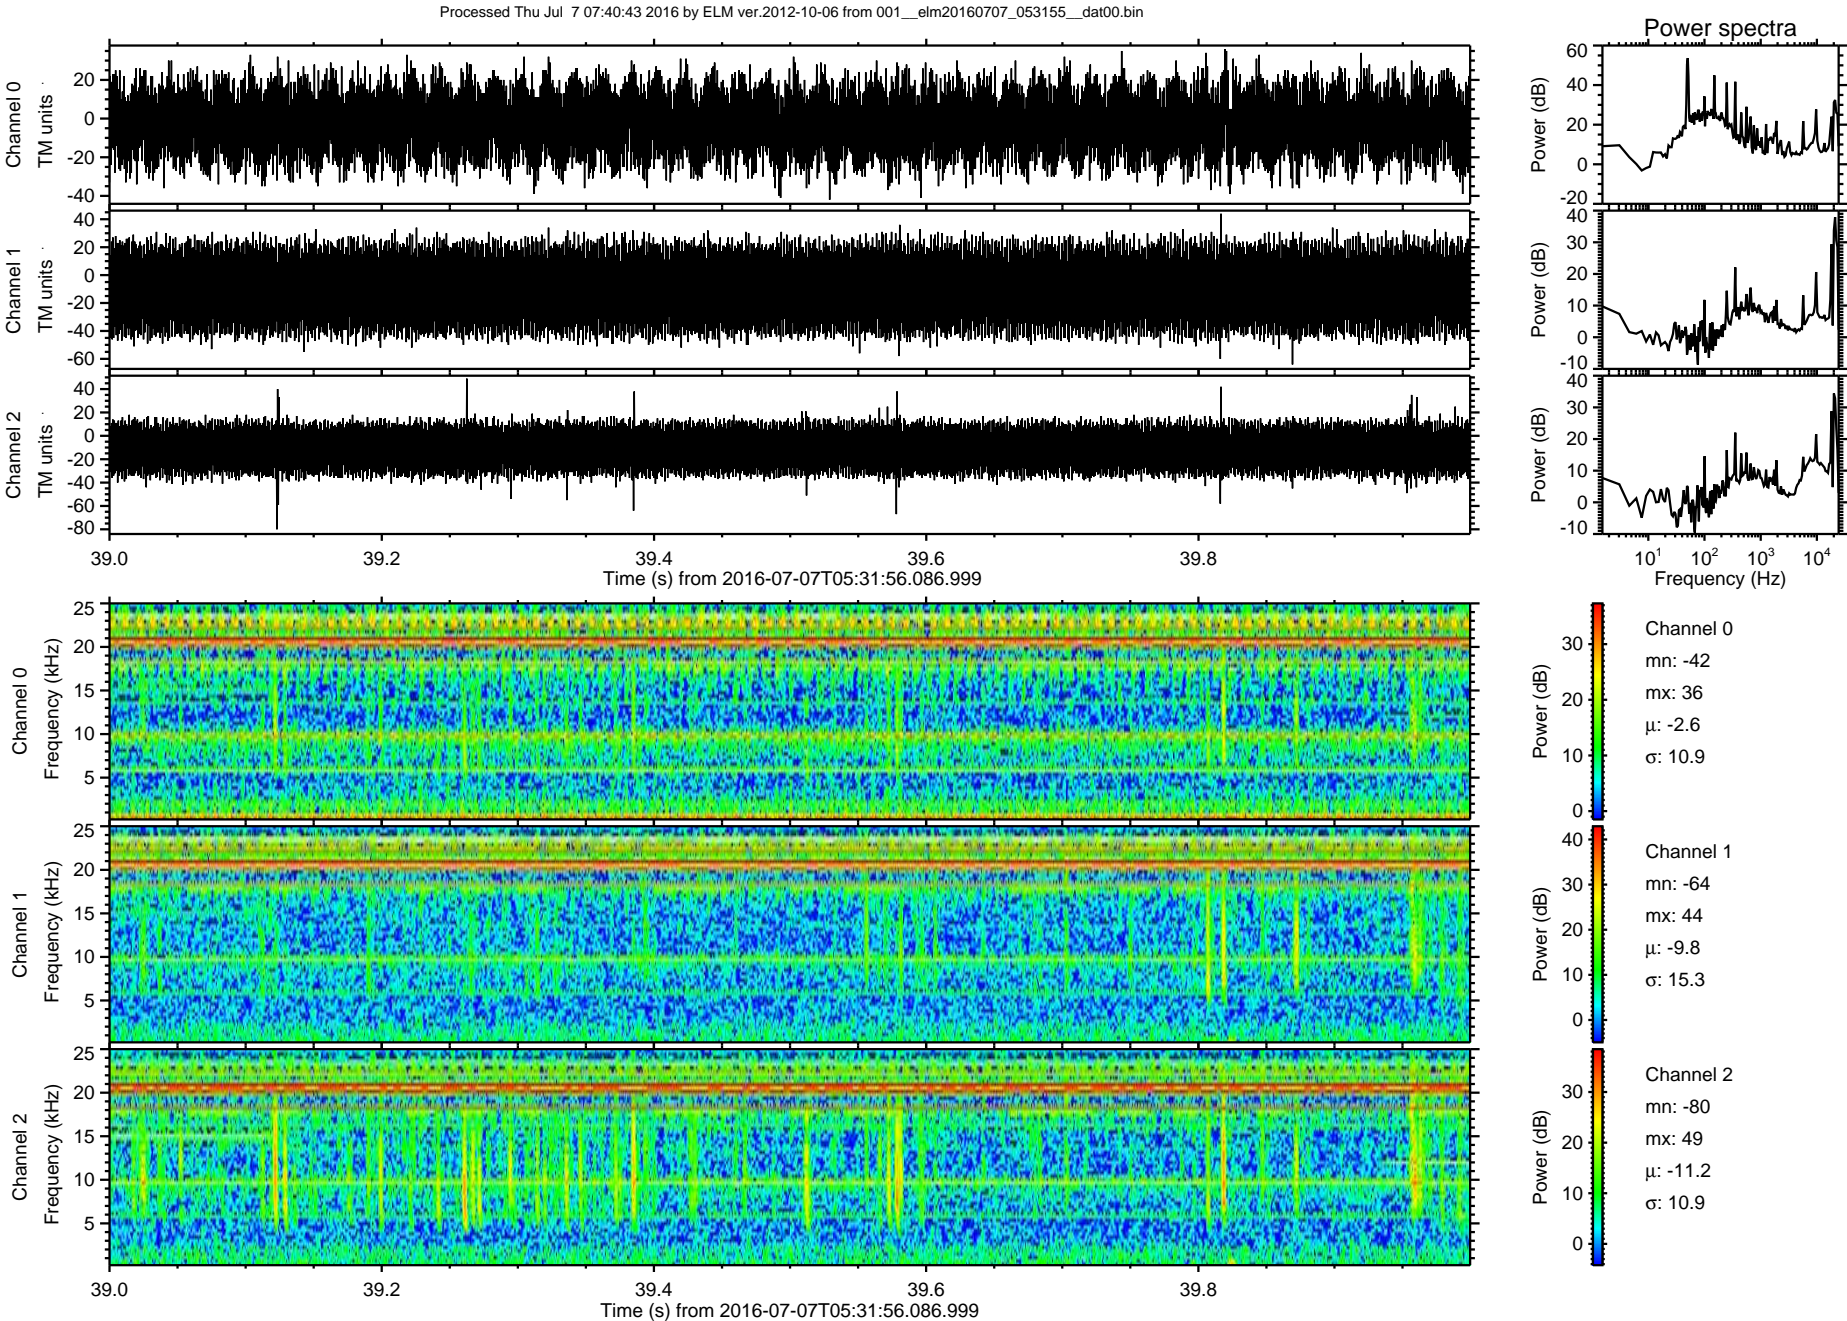 Processed Thu Jul  7 07:40:43 2016 by ELM ver.2012-10-06 from 001__elm20160707_053155__dat00.bin
Power spectra
Channel 0
TM units
20
0
-20
-40
Power (dB)
60
40
20
0
-20
Channel 1
TM units
40
20
0
-20
-40
-60
Power (dB)
40
30
20
10
0
-10
Channel 2
TM units
40
20
0
-20
-40
-60
-80
Power (dB)
40
30
20
10
0
-10
39.0 39.2 39.4 39.6 39.8
Time (s) from 2016-07-07T05:31:56.086.999
10^1 10^2 10^3 10^4
Frequency (Hz)
Channel 0
Frequency (kHz)
25
20
15
10
5
Power (dB)
30
20
10
0
Channel 0
mn: -42
mx: 36
μ: -2.6
σ: 10.9
Channel 1
Frequency (kHz)
25
20
15
10
5
Power (dB)
40
30
20
10
0
Channel 1
mn: -64
mx: 44
μ: -9.8
σ: 15.3
Channel 2
Frequency (kHz)
25
20
15
10
5
Power (dB)
30
20
10
0
Channel 2
mn: -80
mx: 49
μ: -11.2
σ: 10.9
39.0 39.2 39.4 39.6 39.8
Time (s) from 2016-07-07T05:31:56.086.999